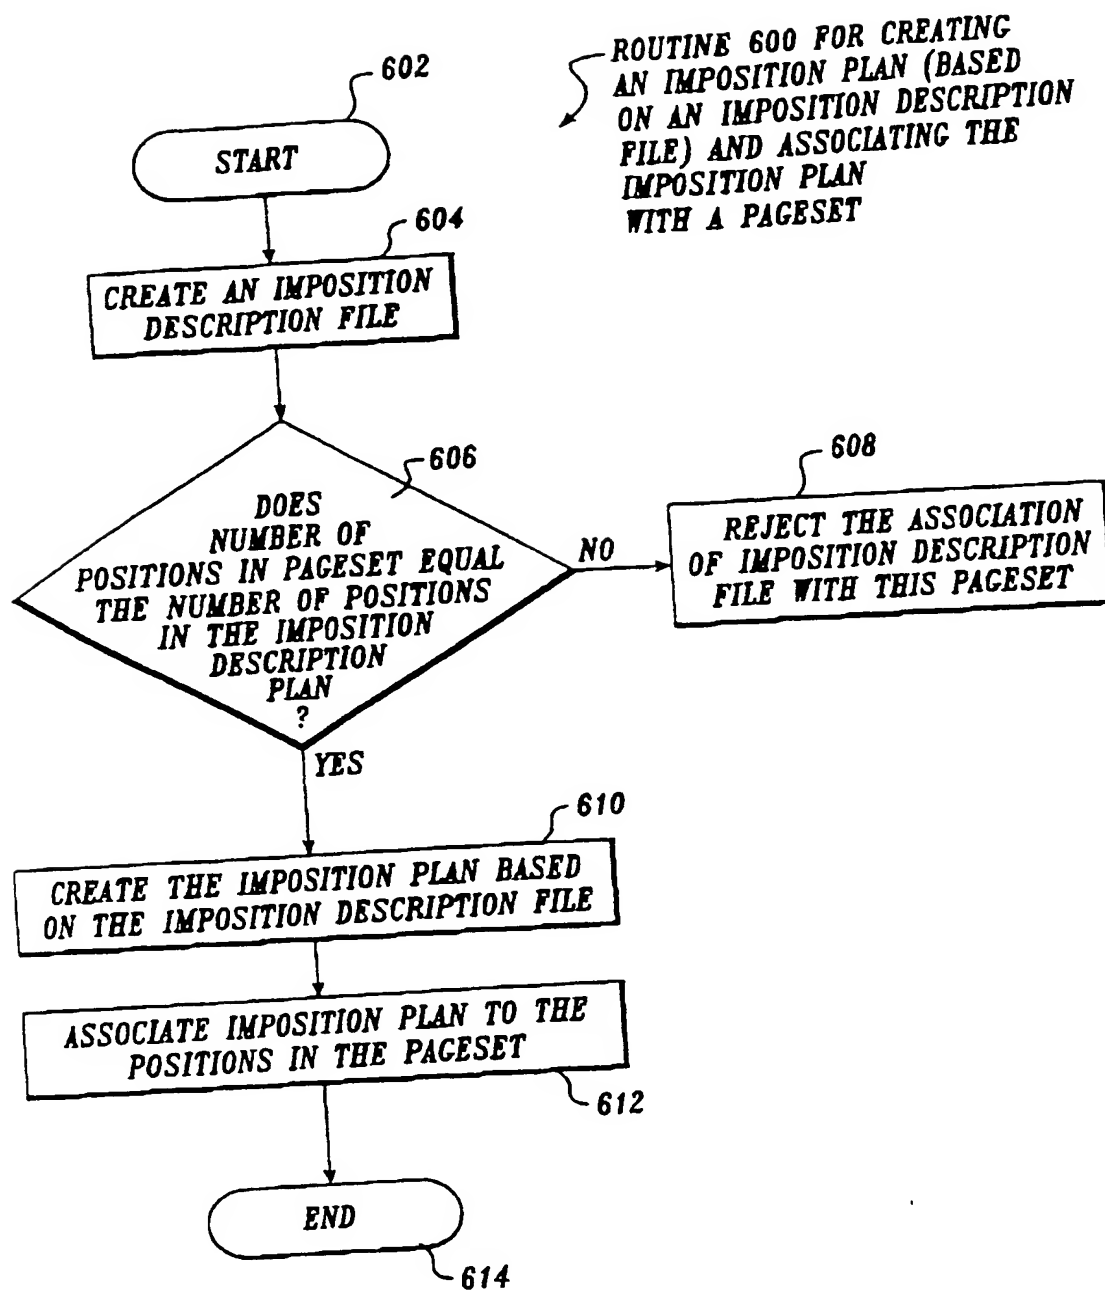 ROUTINE 600 FOR CREATING
AN IMPOSITION PLAN (BASED
ON AN IMPOSITION DESCRIPTION
FILE) AND ASSOCIATING THE
IMPOSITION PLAN
WITH A PAGESET
602
START
604
CREATE AN IMPOSITION
DESCRIPTION FILE
606
DOES
NUMBER OF
POSITIONS IN PAGESET EQUAL
THE NUMBER OF POSITIONS
IN THE IMPOSITION
DESCRIPTION
PLAN
?
NO
608
REJECT THE ASSOCIATION
OF IMPOSITION DESCRIPTION
FILE WITH THIS PAGESET
YES
610
CREATE THE IMPOSITION PLAN BASED
ON THE IMPOSITION DESCRIPTION FILE
ASSOCIATE IMPOSITION PLAN TO THE
POSITIONS IN THE PAGESET
612
END
614